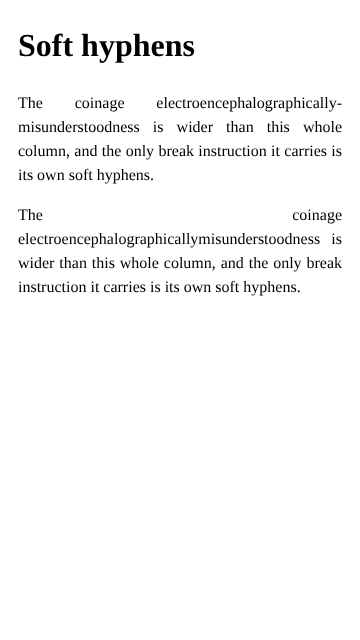 Soft hyphens
The coinage electroencephalographically-
misunderstoodness is wider than this whole
column, and the only break instruction it carries is
its own soft hyphens.
The coinage
electroencephalographicallymisunderstoodness is
wider than this whole column, and the only break
instruction it carries is its own soft hyphens.